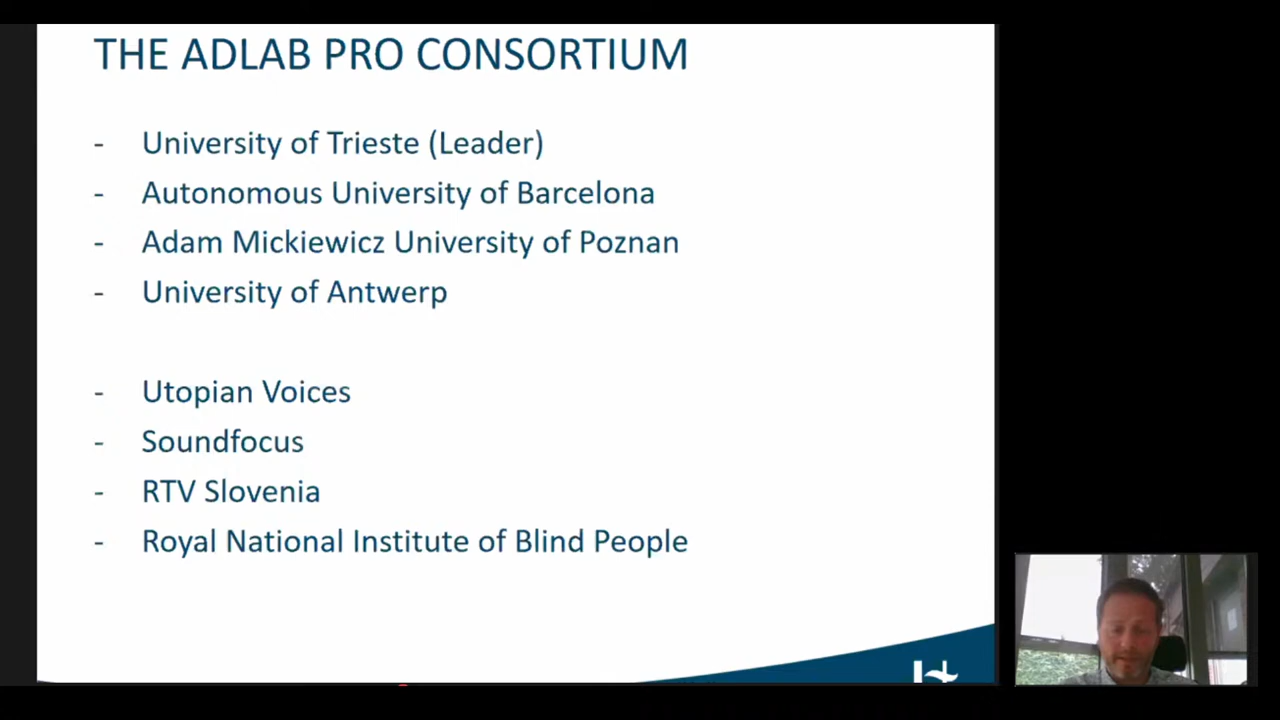 THE ADLAB PRO CONSORTIUM
- University of Trieste (Leader)
- Autonomous University of Barcelona
- Adam Mickiewicz University of Poznan
- University of Antwerp
- Utopian Voices
- Soundfocus
- RTV Slovenia
- Royal National Institute of Blind People